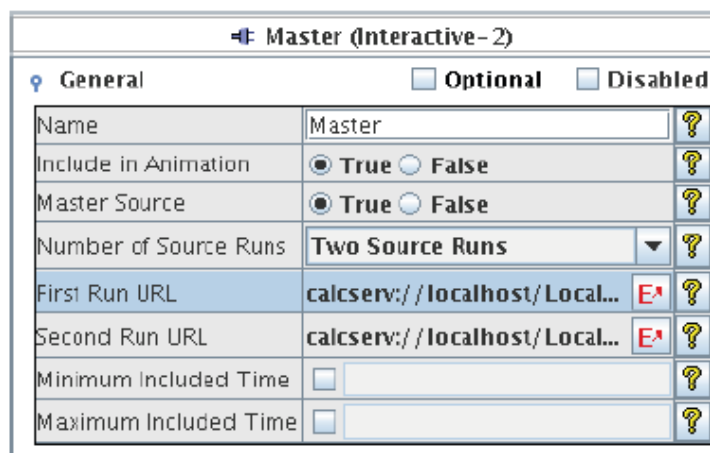 Master (Interactive-2)
General Optional Disabled
Name Master ?
Include in Animation True False ?
Master Source True False ?
Number of Source Runs Two Source Runs ?
First Run URL calcserv://localhost/Local... E ?
Second Run URL calcserv://localhost/Local... E ?
Minimum Included Time ?
Maximum Included Time ?